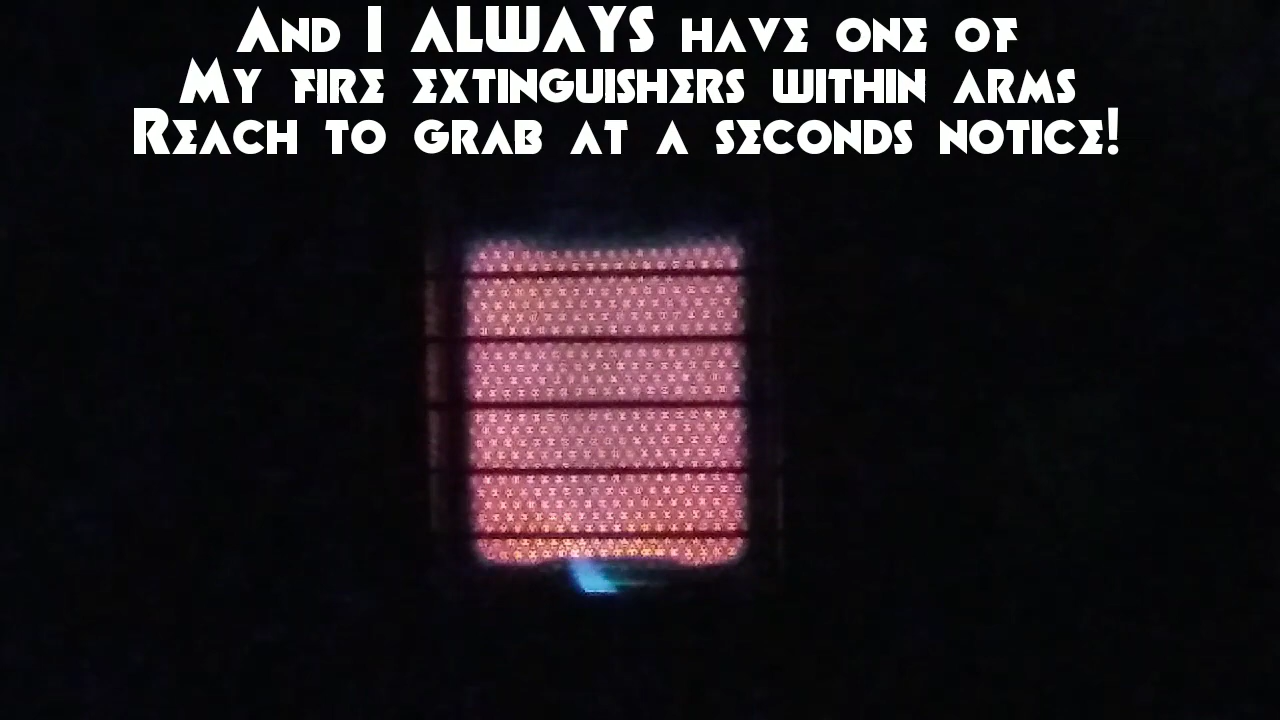 And I ALWAYS have one of
My fire extinguishers within arms
Reach to grab at a seconds notice!